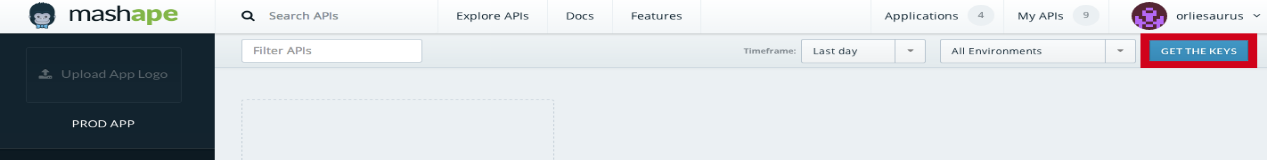 mashape Search APIs Explore APIs Docs Features Applications 4 My APIs 9 orliesaurus
Filter APIs Timeframe: Last day All Environments GET THE KEYS
Upload App Logo
PROD APP